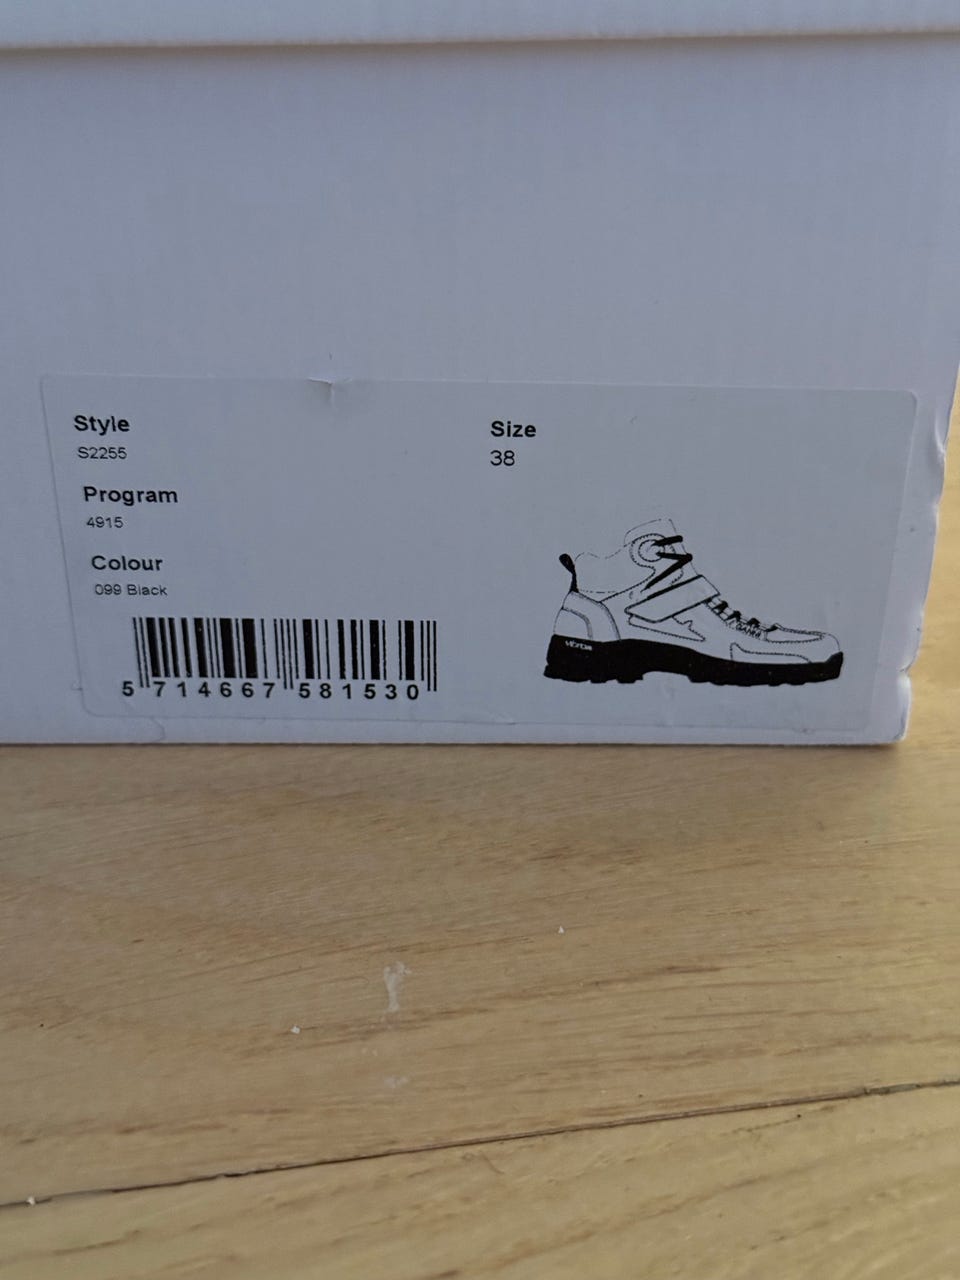 Style
S2255
Program
4915
Colour
099 Black
5 714667 581530
Size
38